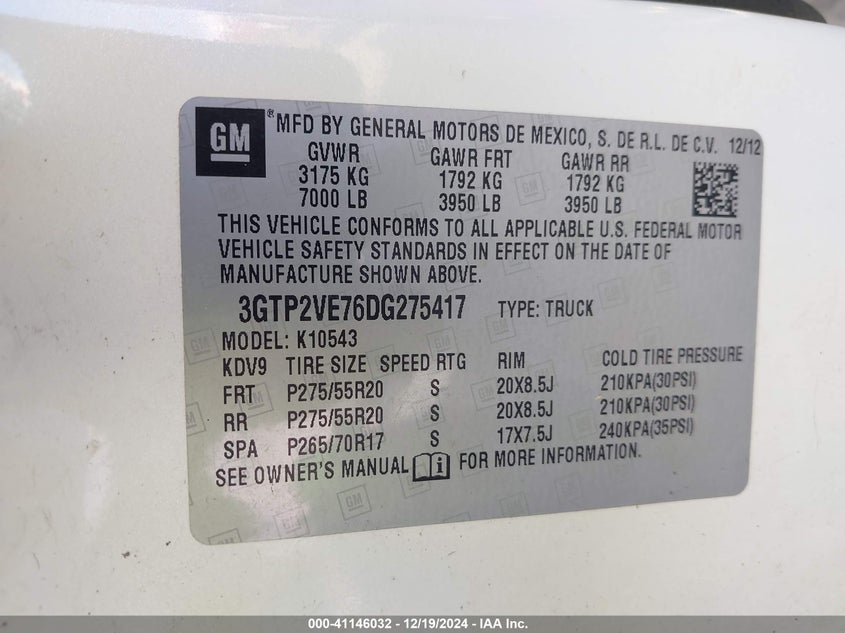 GM ® MFD BY GENERAL MOTORS DE MEXICO, S. DE R.L. DE C.V. 12/12
GVWR GAWR FRT GAWR RR
3175 KG 1792 KG 1792 KG
7000 LB 3950 LB 3950 LB
THIS VEHICLE CONFORMS TO ALL APPLICABLE U.S. FEDERAL MOTOR
VEHICLE SAFETY STANDARDS IN EFFECT ON THE DATE OF
MANUFACTURE SHOWN ABOVE.
3GTP2VE76DG275417 TYPE: TRUCK
MODEL: K10543
KDV9 TIRE SIZE SPEED RTG RIM COLD TIRE PRESSURE
FRT P275/55R20 S 20X8.5J 210KPA(30PSI)
RR P275/55R20 S 20X8.5J 210KPA(30PSI)
SPA P265/70R17 S 17X7.5J 240KPA(35PSI)
SEE OWNER'S MANUAL i FOR MORE INFORMATION.
000-41146032 - 12/19/2024 - IAA Inc.